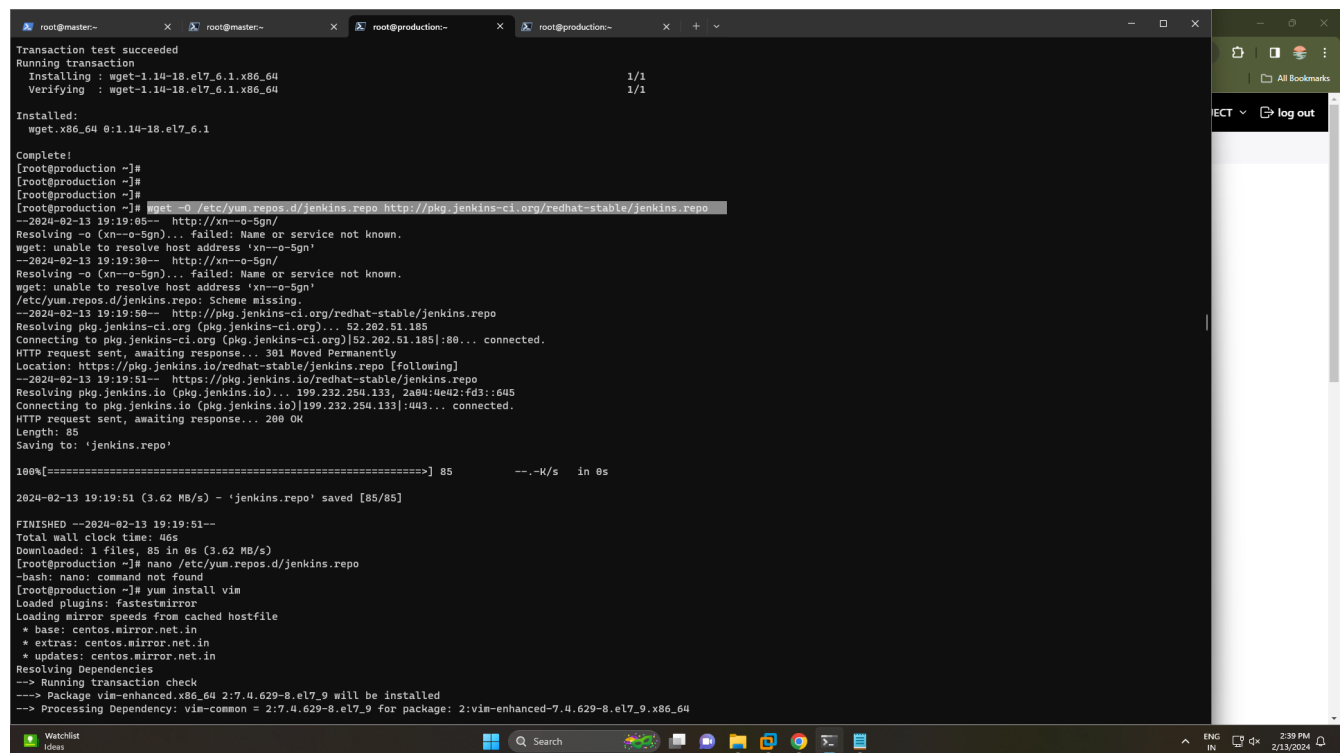 root@master:~ root@master:~ root@production:~ root@production:~
Transaction test succeeded
Running transaction
  Installing : wget-1.14-18.el7_6.1.x86_64 1/1
  Verifying  : wget-1.14-18.el7_6.1.x86_64 1/1
Installed:
  wget.x86_64 0:1.14-18.el7_6.1
Complete!
[root@production ~]#
[root@production ~]#
[root@production ~]#
[root@production ~]# wget –O /etc/yum.repos.d/jenkins.repo http://pkg.jenkins-ci.org/redhat-stable/jenkins.repo
--2024-02-13 19:19:05--  http://xn--o-5gn/
Resolving –o (xn--o-5gn)... failed: Name or service not known.
wget: unable to resolve host address ‘xn--o-5gn’
--2024-02-13 19:19:30--  http://xn--o-5gn/
Resolving –o (xn--o-5gn)... failed: Name or service not known.
wget: unable to resolve host address ‘xn--o-5gn’
/etc/yum.repos.d/jenkins.repo: Scheme missing.
--2024-02-13 19:19:50--  http://pkg.jenkins-ci.org/redhat-stable/jenkins.repo
Resolving pkg.jenkins-ci.org (pkg.jenkins-ci.org)... 52.202.51.185
Connecting to pkg.jenkins-ci.org (pkg.jenkins-ci.org)|52.202.51.185|:80... connected.
HTTP request sent, awaiting response... 301 Moved Permanently
Location: https://pkg.jenkins.io/redhat-stable/jenkins.repo [following]
--2024-02-13 19:19:51--  https://pkg.jenkins.io/redhat-stable/jenkins.repo
Resolving pkg.jenkins.io (pkg.jenkins.io)... 199.232.254.133, 2a04:4e42:fd3::645
Connecting to pkg.jenkins.io (pkg.jenkins.io)|199.232.254.133|:443... connected.
HTTP request sent, awaiting response... 200 OK
Length: 85
Saving to: ‘jenkins.repo’
100%[============================================================>] 85 --.-K/s   in 0s
2024-02-13 19:19:51 (3.62 MB/s) - ‘jenkins.repo’ saved [85/85]
FINISHED --2024-02-13 19:19:51--
Total wall clock time: 46s
Downloaded: 1 files, 85 in 0s (3.62 MB/s)
[root@production ~]# nano /etc/yum.repos.d/jenkins.repo
-bash: nano: command not found
[root@production ~]# yum install vim
Loaded plugins: fastestmirror
Loading mirror speeds from cached hostfile
 * base: centos.mirror.net.in
 * extras: centos.mirror.net.in
 * updates: centos.mirror.net.in
Resolving Dependencies
--> Running transaction check
---> Package vim-enhanced.x86_64 2:7.4.629-8.el7_9 will be installed
--> Processing Dependency: vim-common = 2:7.4.629-8.el7_9 for package: 2:vim-enhanced-7.4.629-8.el7_9.x86_64
All Bookmarks
JECT log out
Watchlist
Ideas
Search
ENG
IN
2:39 PM
2/13/2024